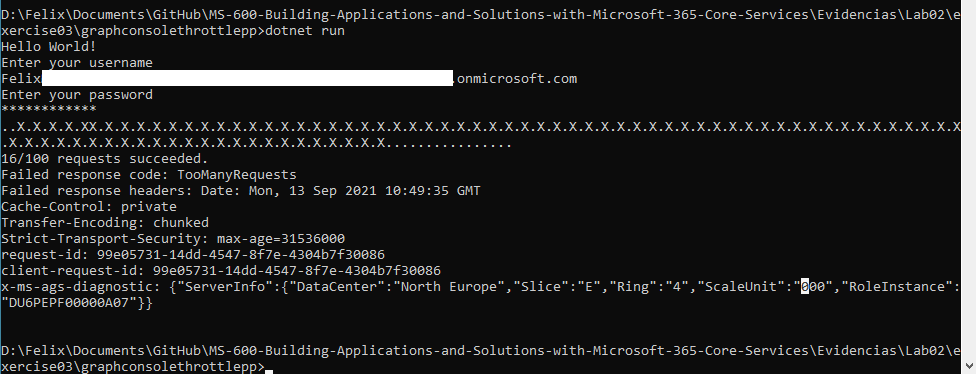 D:\Felix\Documents\GitHub\MS-600-Building-Applications-and-Solutions-with-Microsoft-365-Core-Services\Evidencias\Lab02\e
xercise03\graphconsolethrottlepp>dotnet run
Hello World!
Enter your username
Felix .onmicrosoft.com
Enter your password
************
..X.X.X.X.XX.X.X.X.X.X.X.X.X.X.X.X.X.X.X.X.X.X.X.X.X.X.X.X.X.X.X.X.X.X.X.X.X.X.X.X.X.X.X.X.X.X.X.X.X.X.X.X.X.X.X.X.X.X.X
.X.X.X.X.X.X.X.X.X.X.X.X.X.X.X.X.X.X.X.X.X.X.X.X................
16/100 requests succeeded.
Failed response code: TooManyRequests
Failed response headers: Date: Mon, 13 Sep 2021 10:49:35 GMT
Cache-Control: private
Transfer-Encoding: chunked
Strict-Transport-Security: max-age=31536000
request-id: 99e05731-14dd-4547-8f7e-4304b7f30086
client-request-id: 99e05731-14dd-4547-8f7e-4304b7f30086
x-ms-ags-diagnostic: {"ServerInfo":{"DataCenter":"North Europe","Slice":"E","Ring":"4","ScaleUnit":"000","RoleInstance":
"DU6PEPF00000A07"}}
D:\Felix\Documents\GitHub\MS-600-Building-Applications-and-Solutions-with-Microsoft-365-Core-Services\Evidencias\Lab02\e
xercise03\graphconsolethrottlepp>